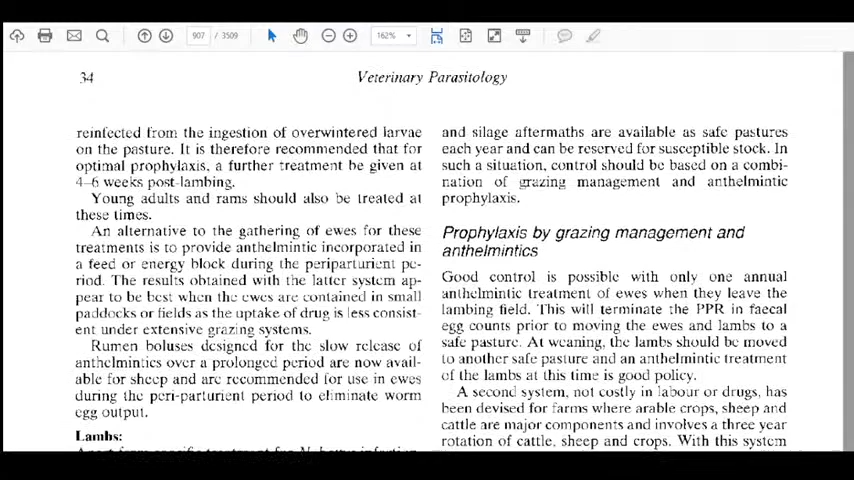 907 / 3509
162%
34
Veterinary Parasitology
reinfected from the ingestion of overwintered larvae
on the pasture. It is therefore recommended that for
optimal prophylaxis, a further treatment be given at
4–6 weeks post-lambing.
Young adults and rams should also be treated at
these times.
An alternative to the gathering of ewes for these
treatments is to provide anthelmintic incorporated in
a feed or energy block during the periparturient pe-
riod. The results obtained with the latter system ap-
pear to be best when the ewes are contained in small
paddocks or fields as the uptake of drug is less consist-
ent under extensive grazing systems.
Rumen boluses designed for the slow release of
anthelmintics over a prolonged period are now avail-
able for sheep and are recommended for use in ewes
during the peri-parturient period to eliminate worm
egg output.
Lambs:
and silage aftermaths are available as safe pastures
each year and can be reserved for susceptible stock. In
such a situation, control should be based on a combi-
nation of grazing management and anthelmintic
prophylaxis.
Prophylaxis by grazing management and
anthelmintics
Good control is possible with only one annual
anthelmintic treatment of ewes when they leave the
lambing field. This will terminate the PPR in faecal
egg counts prior to moving the ewes and lambs to a
safe pasture. At weaning, the lambs should be moved
to another safe pasture and an anthelmintic treatment
of the lambs at this time is good policy.
A second system, not costly in labour or drugs, has
been devised for farms where arable crops, sheep and
cattle are major components and involves a three year
rotation of cattle, sheep and crops. With this system